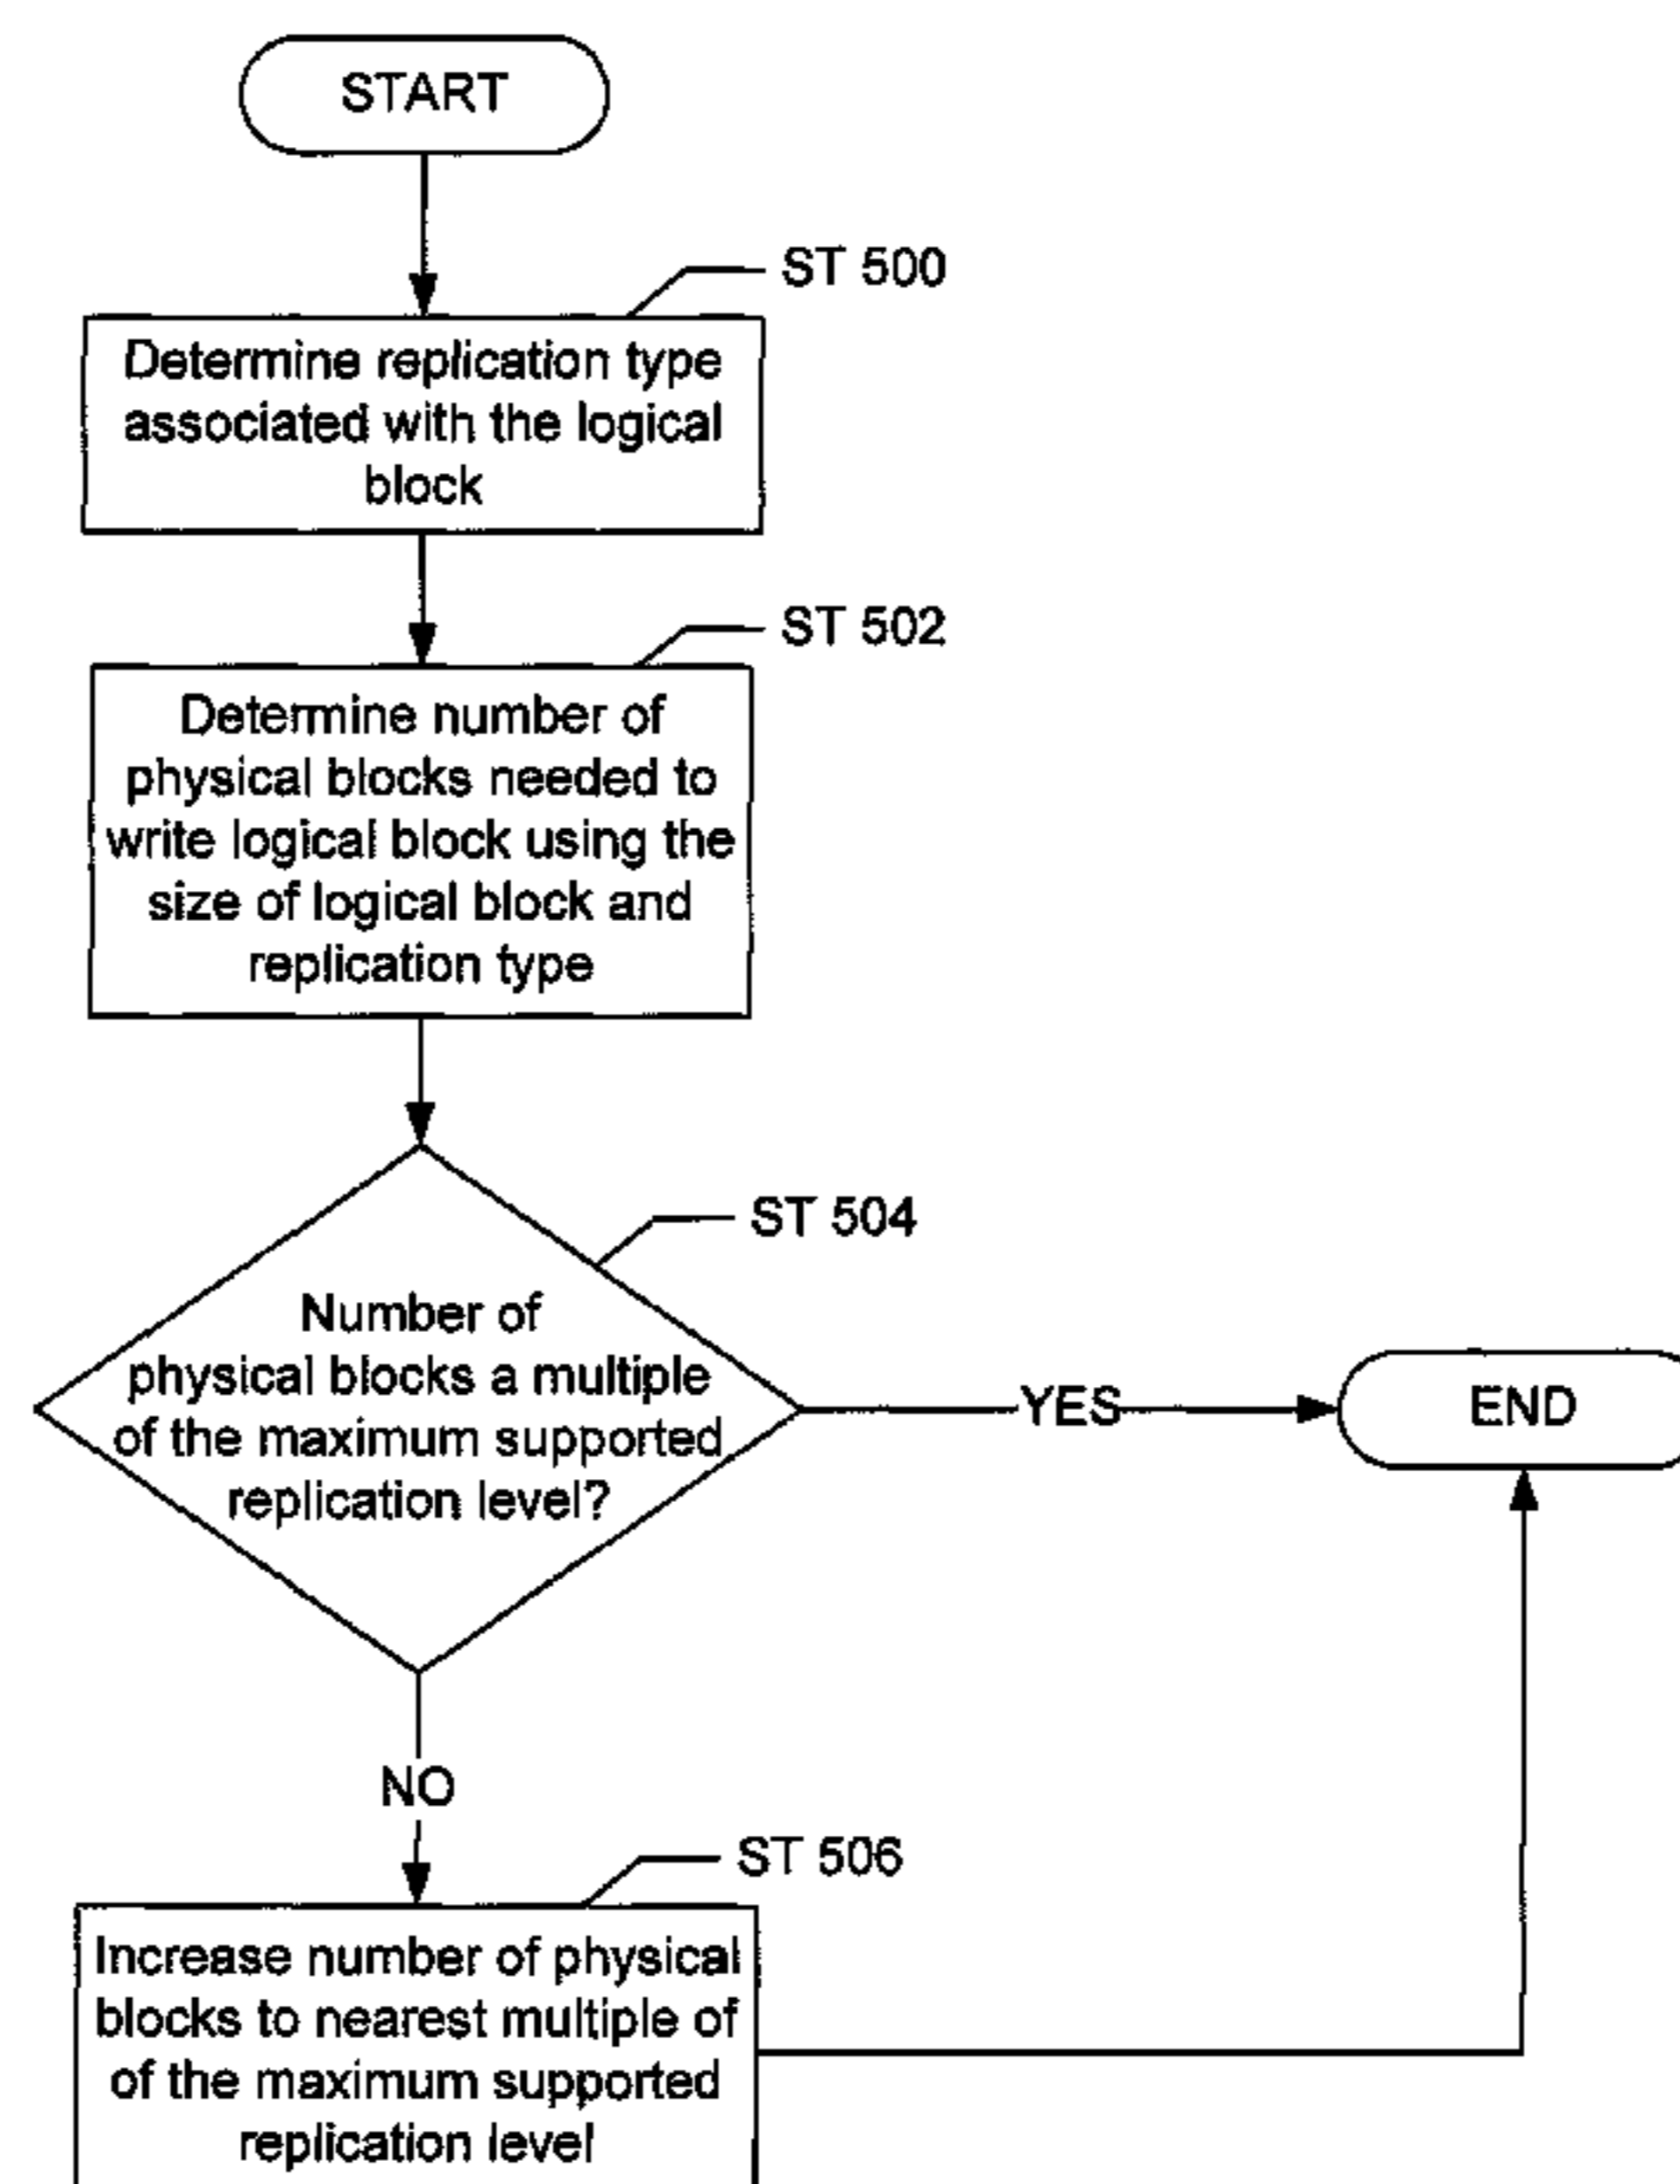 START
ST 500
Determine replication type
associated with the logical
block
ST 502
Determine number of
physical blocks needed to
write logical block using the
size of logical block and
replication type
ST 504
Number of
physical blocks a multiple
of the maximum supported
replication level?
YES
END
NO
ST 506
Increase number of physical
blocks to nearest multiple of
of the maximum supported
replication level